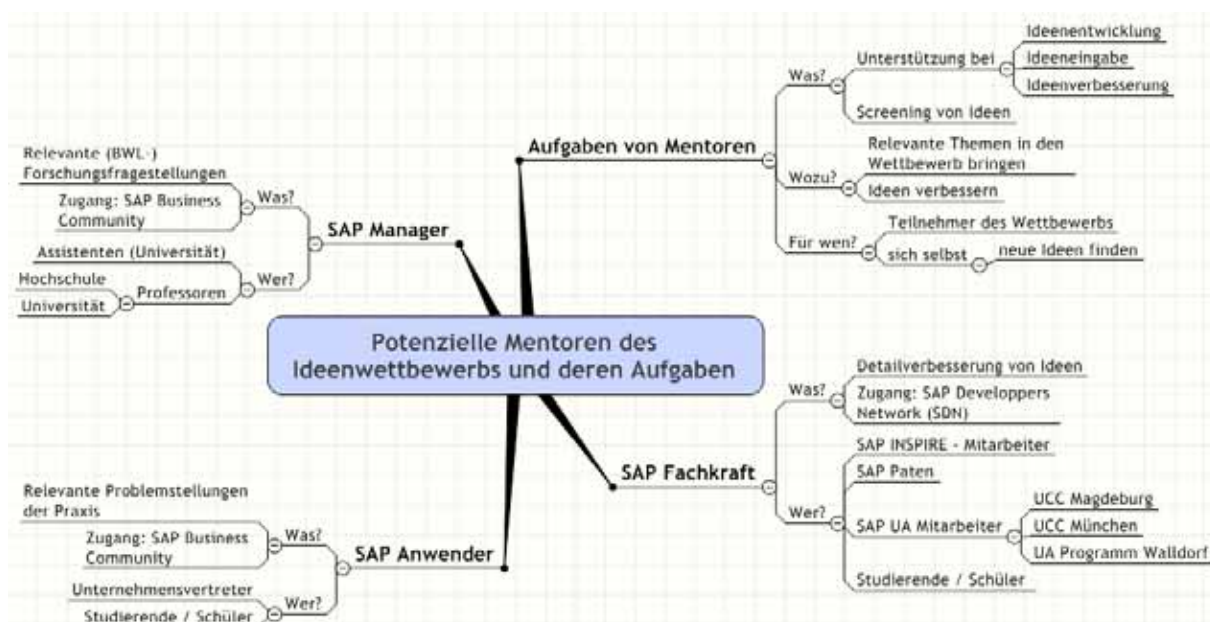 Potenzielle Mentoren des
Ideenwettbewerbs und deren Aufgaben
Aufgaben von Mentoren
Was?
Unterstützung bei
Ideenentwicklung
Ideeneingabe
Ideenverbesserung
Screening von Ideen
Wozu?
Relevante Themen in den
Wettbewerb bringen
Ideen verbessern
Für wen?
Teilnehmer des Wettbewerbs
sich selbst
neue Ideen finden
SAP Manager
Was?
Relevante (BWL-)
Forschungsfragestellungen
Zugang: SAP Business
Community
Wer?
Assistenten (Universität)
Professoren
Hochschule
Universität
SAP Fachkraft
Was?
Detailverbesserung von Ideen
Zugang: SAP Developpers
Network (SDN)
Wer?
SAP INSPIRE - Mitarbeiter
SAP Paten
SAP UA Mitarbeiter
UCC Magdeburg
UCC München
UA Programm Walldorf
Studierende / Schüler
SAP Anwender
Was?
Relevante Problemstellungen
der Praxis
Zugang: SAP Business
Community
Wer?
Unternehmensvertreter
Studierende / Schüler